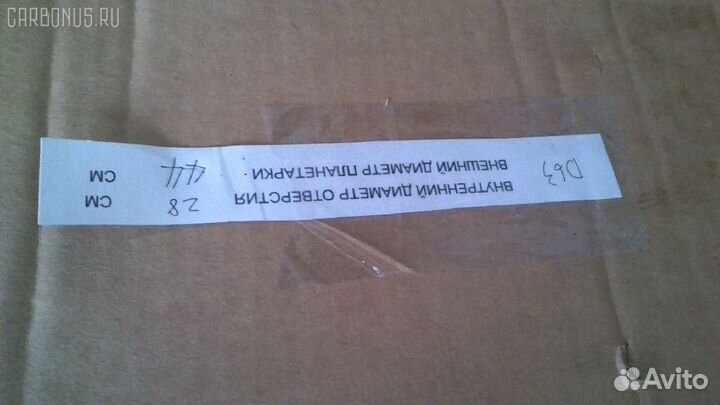 CARBONUS.RU
D63
ВНУТРЕННИЙ ДИАМЕТР ОТВЕРСТИЯ 28 СМ
ВНЕШНИЙ ДИАМЕТР ПЛАНЕТАРКИ. 44 СМ
Avito